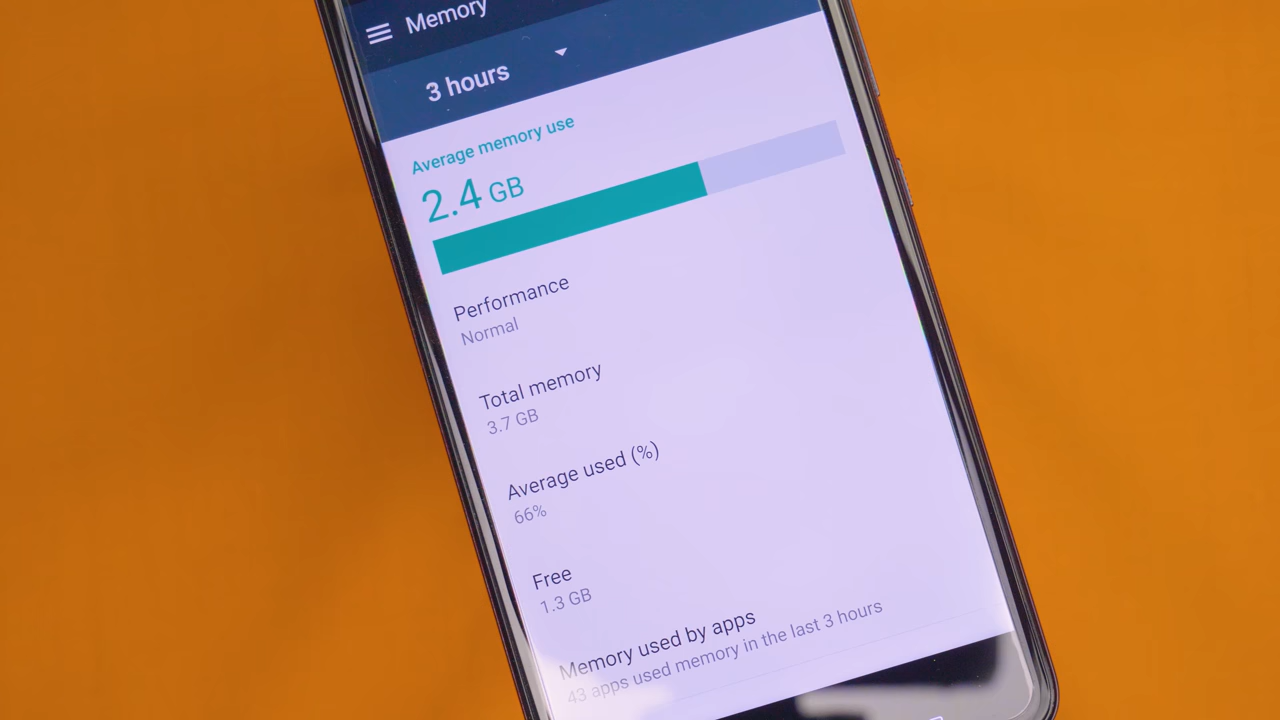 Memory
3 hours
Average memory use
2.4 GB
Performance
Normal
Total memory
3.7 GB
Average used (%)
66%
Free
1.3 GB
Memory used by apps
43 apps used memory in the last 3 hours